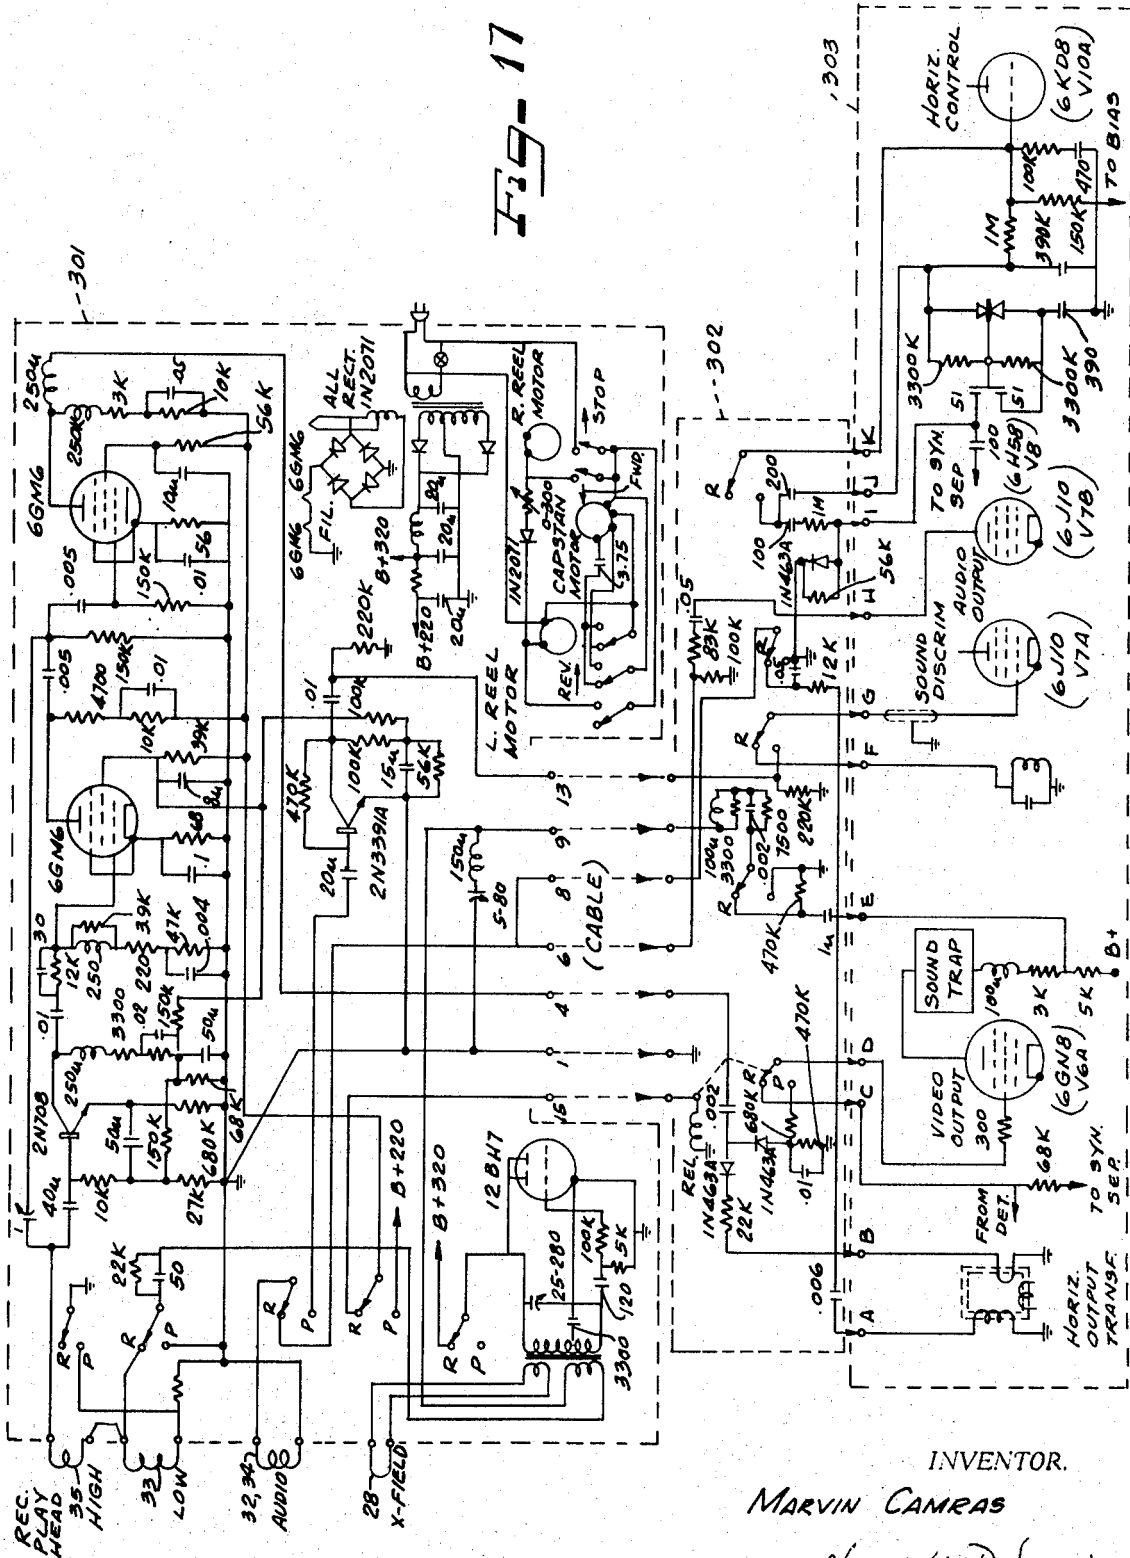 Fig- 17
301
250u
250K
3K
.05
10K
56K
6GM6
10u
56
.01
.005
150K
.005
4700
150K
.01
10K
39K
6GM6
8u
68
.1
30
12K
250
39K
220
47K
.004
.01
3300
.02
150K
50u
250u
2N708
68K
50u
150K
680K
40u
10K
27K
1
22K
50
R
P
R
P
REC.
PLAY
HEAD
35
HIGH
33
LOW
32,34
AUDIO
28
X-FIELD
R
P
R
P
B+220
B+320
R
P
12BH7
25-280
100K
5K
120
3300
6GM6 6GM6
FIL.
ALL
RECT.
1N2071
B+320
B+220
20u
20u
80u
220K
.01
100K
470K
100K
15u
56K
20u
2N3391A
150u
5-80
L. REEL
MOTOR
R. REEL
MOTOR
1N2071
0-300
CAPSTAN
MOTOR
3.75
STOP
FWD.
REV.
15
1
4
6
8
9
13
(CABLE)
302
REL
.002
1N463A
22K
680K
1N463A
.01
470K
R
P
.006
470K
R
1u
100u
3300
.002
7500
220K
R
.05
83K
100K
R
.05
12K
1N463A
56K
100
1M
200
R
A
B
C
D
E
F
G
H
I
J
K
303
HORIZ.
OUTPUT
TRANSF.
FROM
DET.
68K
TO SYN.
SEP.
VIDEO
OUTPUT
300
(6GN8)
V6A
SOUND
TRAP
100u
3K
5K
B+
SOUND
DISCRIM
(6J10)
V7A
AUDIO
OUTPUT
(6J10)
V7B
TO SYN.
SEP
100
(6HS8)
V8
51
51
3300K
3300K
390
1M
390K
150K
100K
470
TO BIAS
HORIZ.
CONTROL
(6KD8)
V10A
INVENTOR.
MARVIN CAMRAS